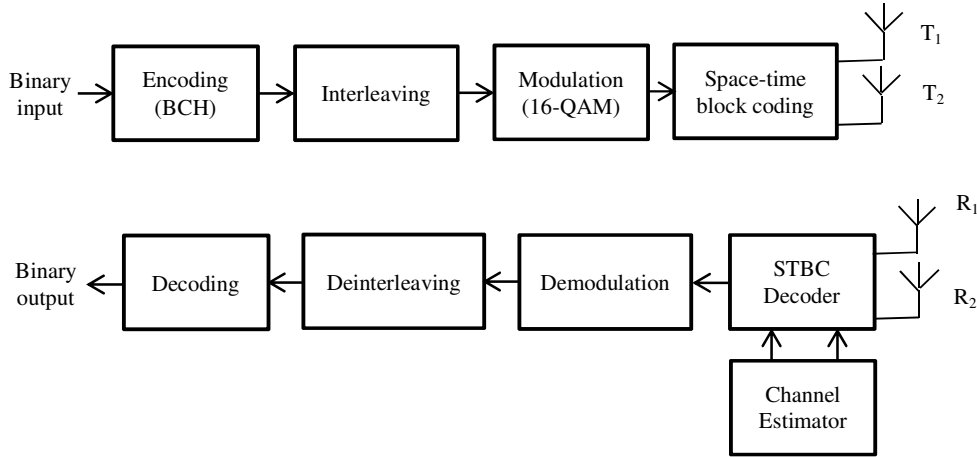 Binary
input
Encoding
(BCH)
Interleaving
Modulation
(16-QAM)
Space-time
block coding
T₁
T₂
Binary
output
Decoding
Deinterleaving
Demodulation
STBC
Decoder
R₁
R₂
Channel
Estimator